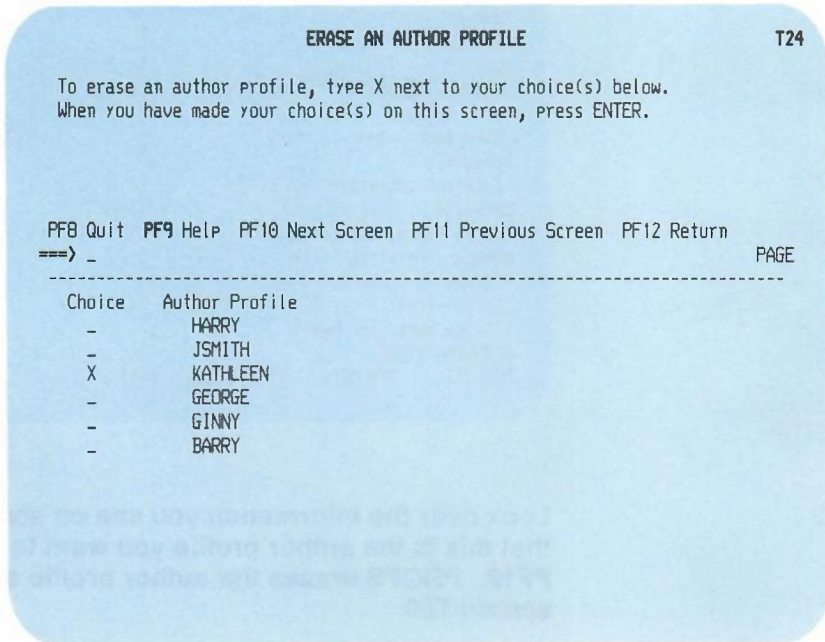 ERASE AN AUTHOR PROFILE T24
To erase an author profile, type X next to your choice(s) below.
When you have made your choice(s) on this screen, press ENTER.
PF8 Quit PF9 Help PF10 Next Screen PF11 Previous Screen PF12 Return
===> _ PAGE
Choice Author Profile
_ HARRY
_ JSMITH
X KATHLEEN
_ GEORGE
_ GINNY
_ BARRY